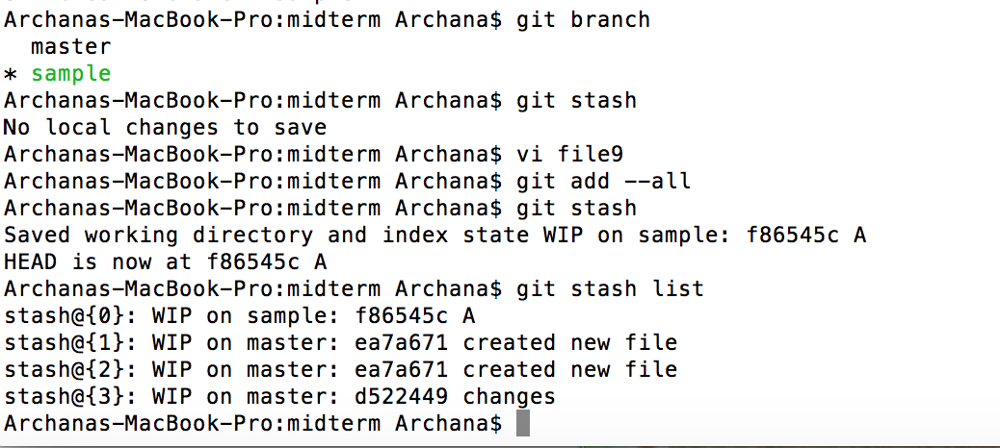 Archanas-MacBook-Pro:midterm Archana$ git branch
master
* sample
Archanas-MacBook-Pro:midterm Archana$ git stash
No local changes to save
Archanas-MacBook-Pro:midterm Archana$ vi file9
Archanas-MacBook-Pro:midterm Archana$ git add --all
Archanas-MacBook-Pro:midterm Archana$ git stash
Saved working directory and index state WIP on sample: f86545c A
HEAD is now at f86545c A
Archanas-MacBook-Pro:midterm Archana$ git stash list
stash@{0}: WIP on sample: f86545c A
stash@{1}: WIP on master: ea7a671 created new file
stash@{2}: WIP on master: ea7a671 created new file
stash@{3}: WIP on master: d522449 changes
Archanas-MacBook-Pro:midterm Archana$